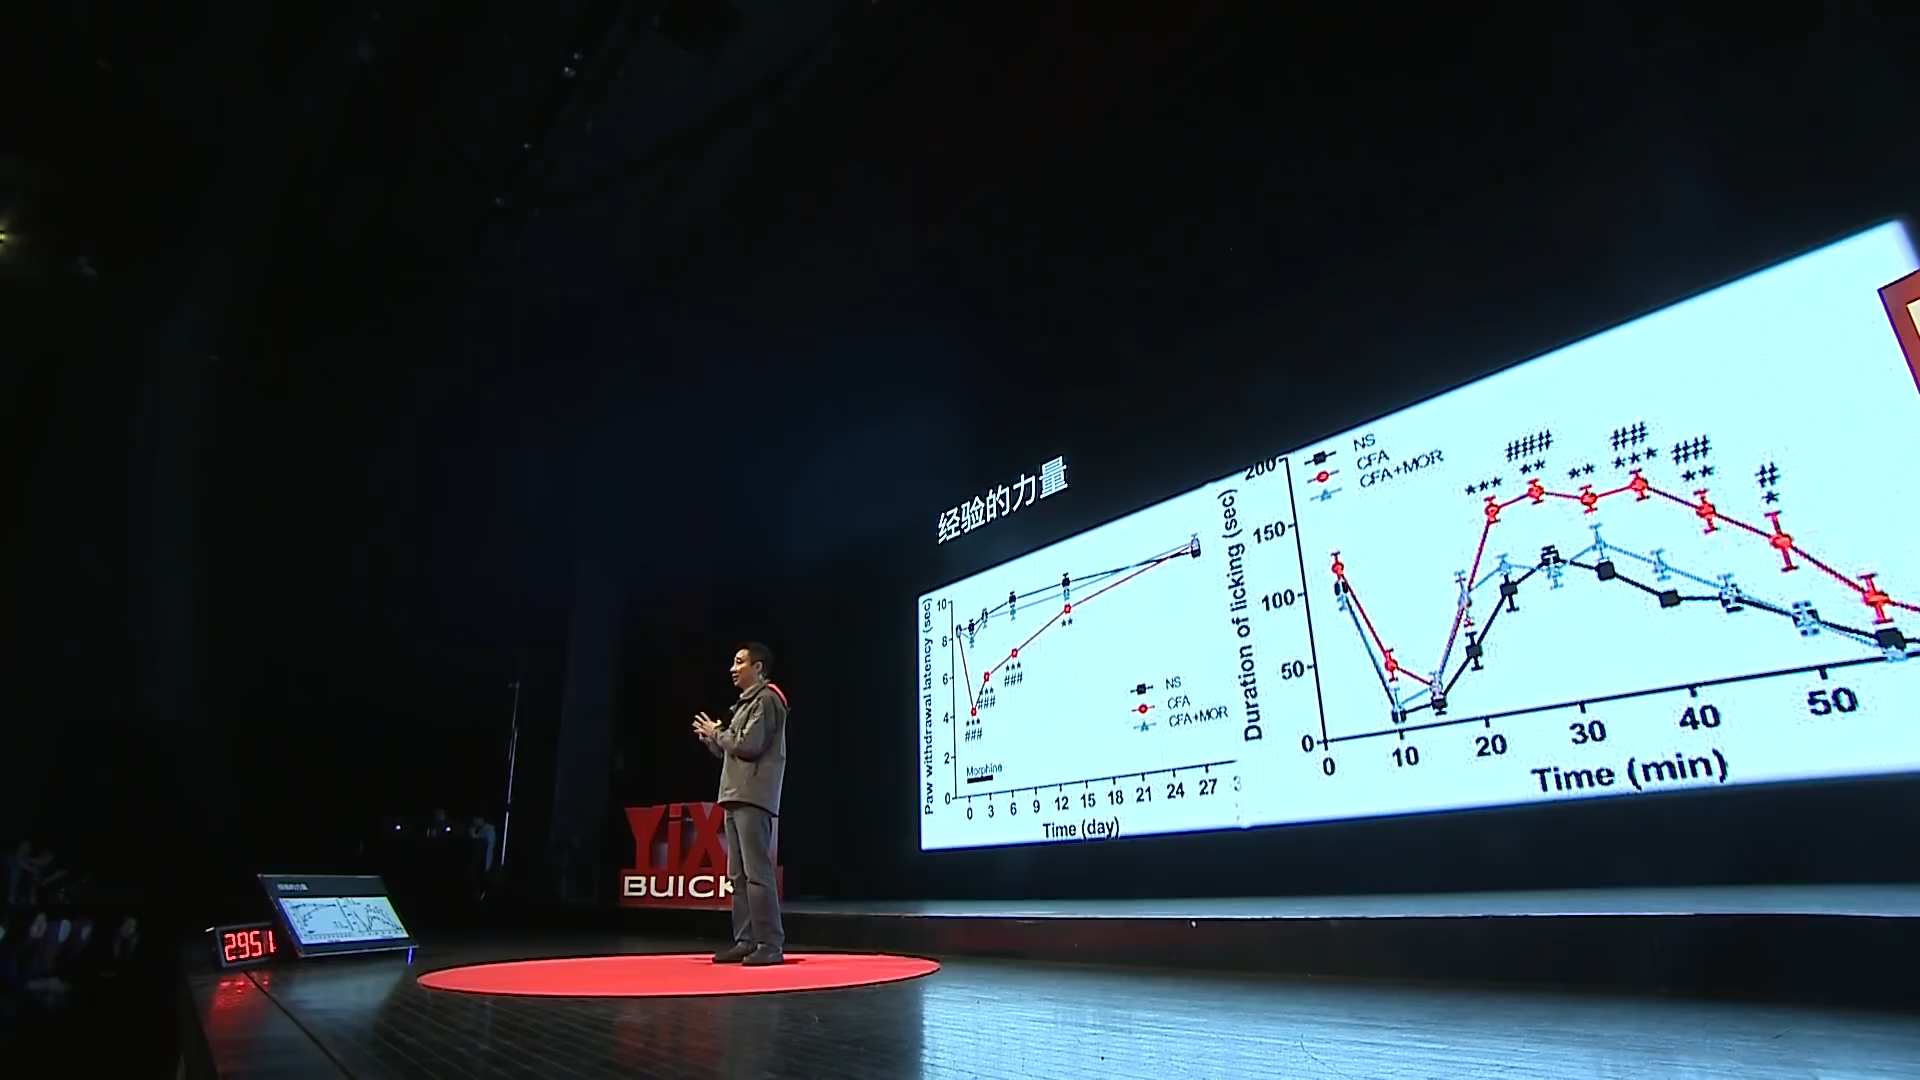 经验的力量
Paw withdrawal latency (sec)
10
8
6
4
2
0
***
###
***
###
***
###
**
NS
CFA
CFA+MOR
Morphine
0 3 6 9 12 15 18 21 24 27
Time (day)
Duration of licking (sec)
200
150
100
50
0
NS
CFA
CFA+MOR
***
####
**
**
###
***
###
**
#
*
0 10 20 30 40 50
Time (min)
YiX
BUICK
2951